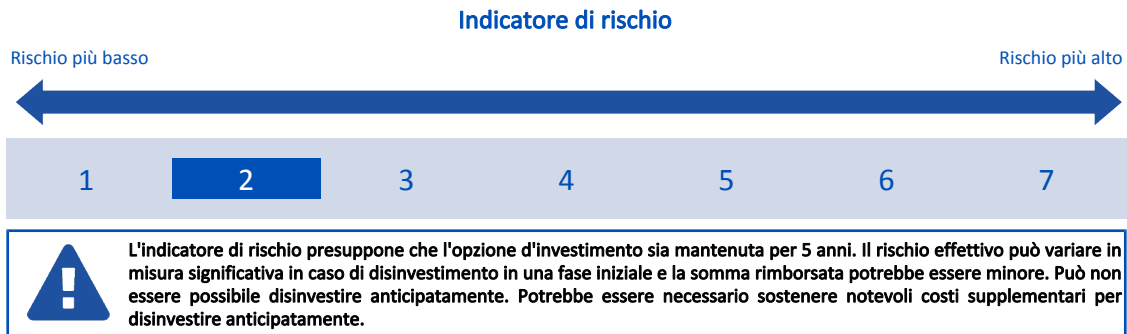 Indicatore di rischio
Rischio più basso Rischio più alto
1 2 3 4 5 6 7
L'indicatore di rischio presuppone che l'opzione d'investimento sia mantenuta per 5 anni. Il rischio effettivo può variare in
misura significativa in caso di disinvestimento in una fase iniziale e la somma rimborsata potrebbe essere minore. Può non
essere possibile disinvestire anticipatamente. Potrebbe essere necessario sostenere notevoli costi supplementari per
disinvestire anticipatamente.